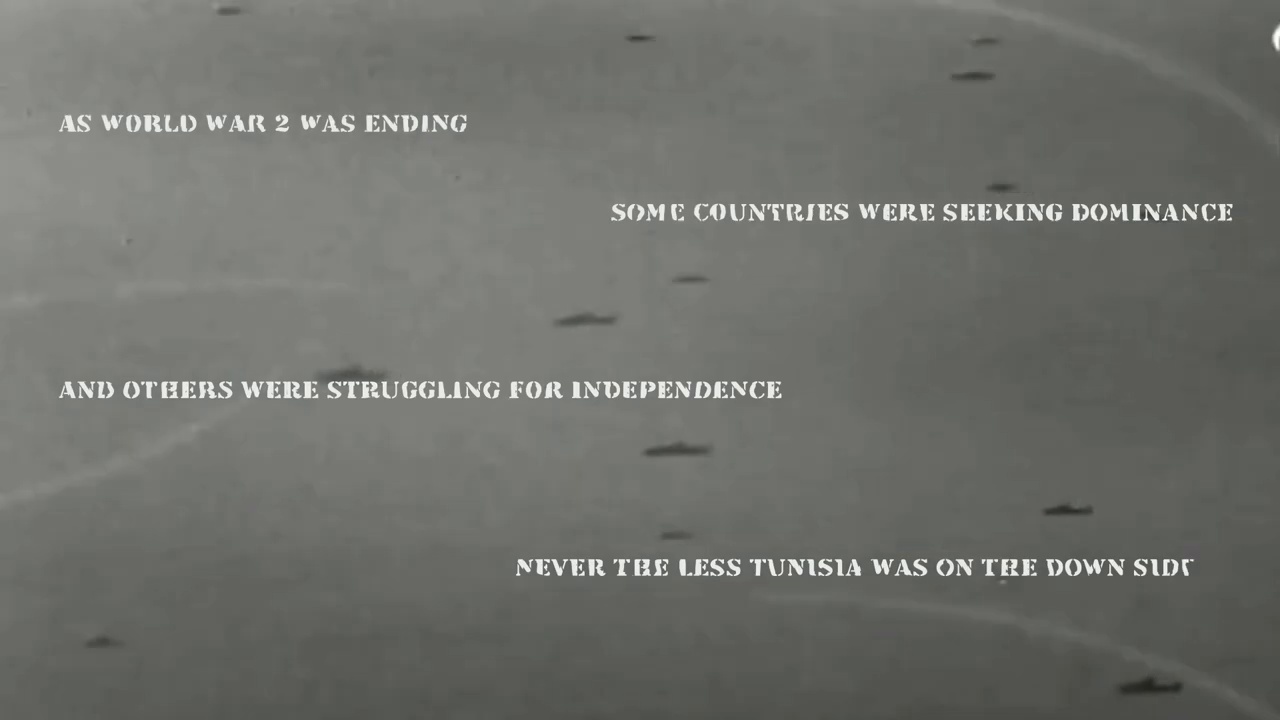 AS WORLD WAR 2 WAS ENDING
SOME COUNTRIES WERE SEEKING DOMINANCE
AND OTHERS WERE STRUGGLING FOR INDEPENDENCE
NEVER THE LESS TUNISIA WAS ON THE DOWN SIDE